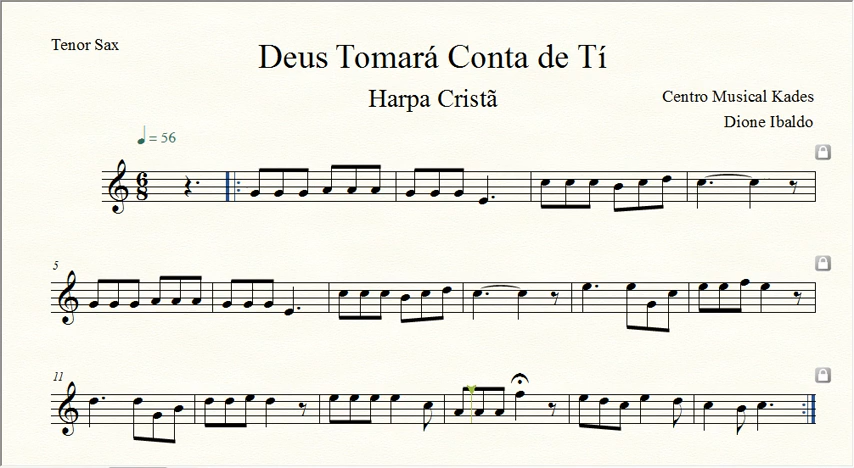 Tenor Sax
Deus Tomará Conta de Tí
Harpa Cristã
Centro Musical Kades
Dione Ibaldo
= 56
6
8
5
11